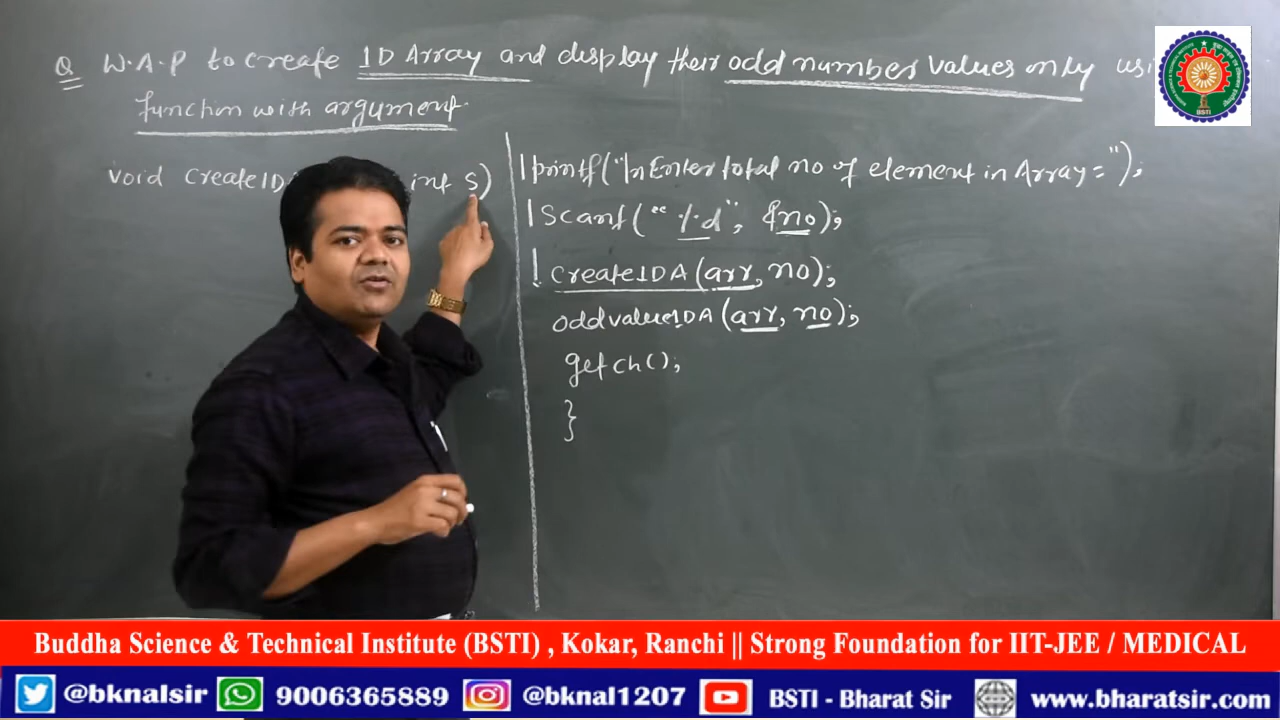 Q W.A.P to create 1D Array and display their odd number values only usi
function with argument.
void create1D int s)
printf("\nEnter total no of element in Array=");
scanf("%d", &no);
create1DA(arr, no);
oddvalues1DA(arr, no);
getch();
}
BSTI
Buddha Science & Technical Institute (BSTI) , Kokar, Ranchi || Strong Foundation for IIT-JEE / MEDICAL
@bknalsir 9006365889 @bknal1207 BSTI - Bharat Sir www.bharatsir.com